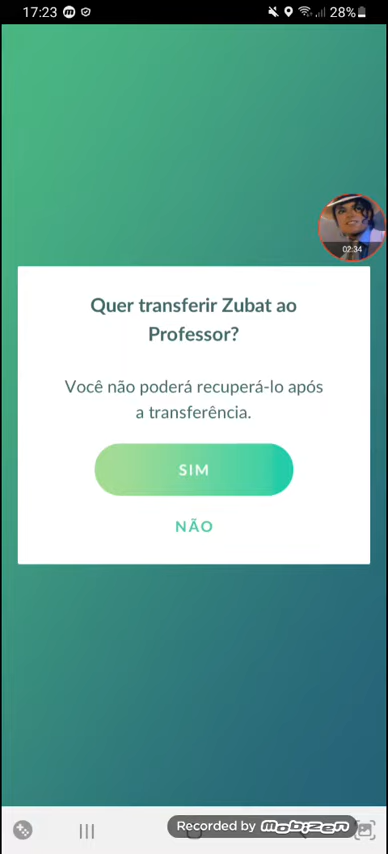 17:23
28%
02:34
Quer transferir Zubat ao
Professor?
Você não poderá recuperá-lo após
a transferência.
SIM
NÃO
Recorded by mobizen